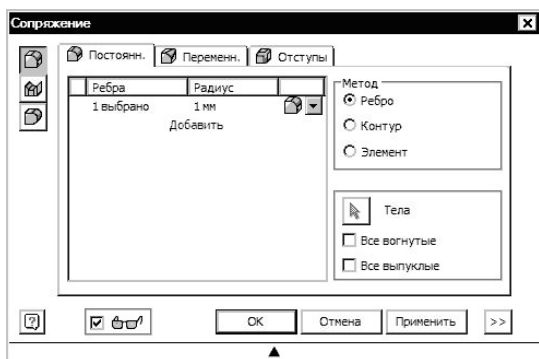 Сопряжение
Постоянн. Переменн. Отступы
Ребра Радиус
1 выбрано 1 мм
Добавить
Метод
Ребро
Контур
Элемент
Тела
Все вогнутые
Все выпуклые
ОК Отмена Применить >>